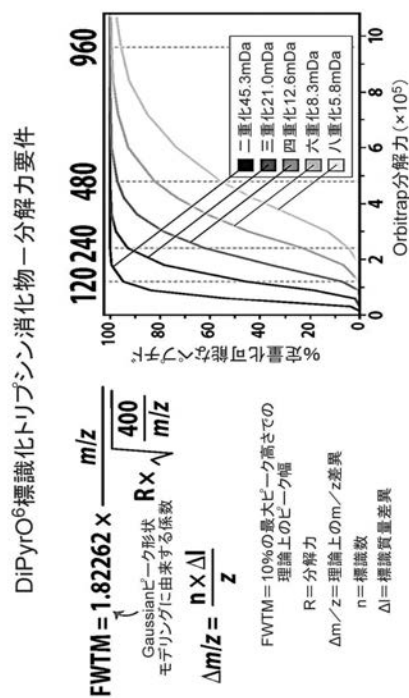 DiPyrO⁶標識化トリプシン消化物－分解力要件
FWTM = 1.82262 × m/z / R × √ 400 / m/z
Gaussianピーク形状
モデリングに由来する係数
Δm/z = n × Δl / z
FWTM=10%の最大ピーク高さでの
理論上のピーク幅
R=分解力
Δm/z=理論上のm/z差異
n=標識数
Δl=標識質量差異
120 240 480 960
%定量化可能なペプチド
100
80
60
40
20
0
0 2 4 6 8 10
Orbitrap分解力(×10⁵)
二重化45.3mDa
三重化21.0mDa
四重化12.6mDa
六重化8.3mDa
八重化5.8mDa